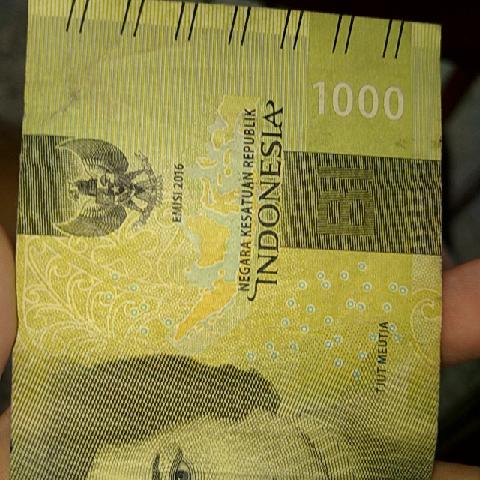 1000
EMISI 2016
NEGARA KESATUAN REPUBLIK
INDONESIA
BI
TJUT MEUTIA